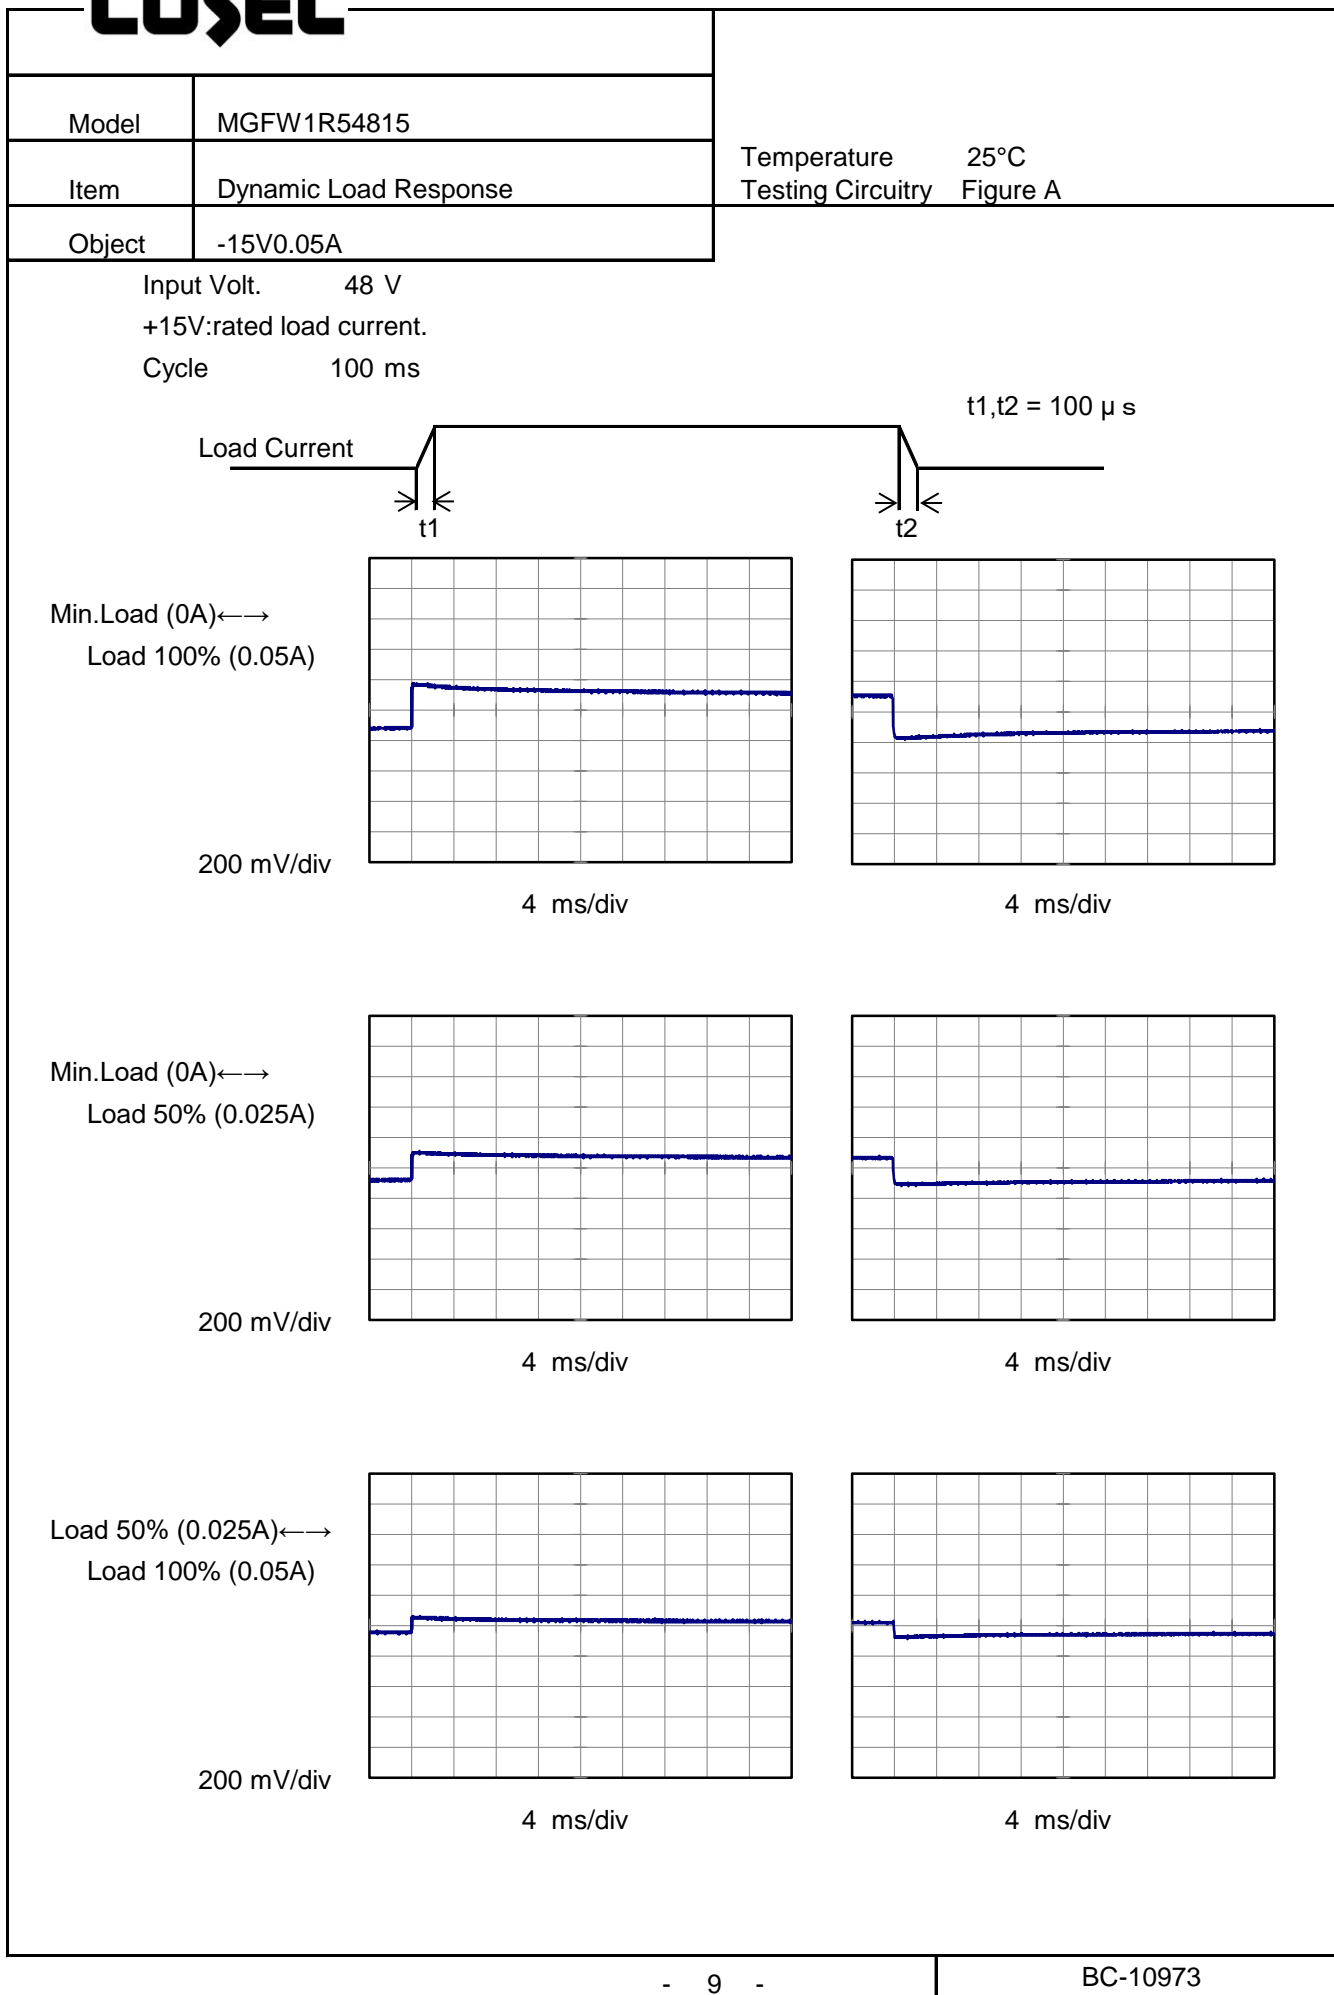 COSEL
Model MGFW1R54815
Temperature 25°C
Item Dynamic Load Response
Testing Circuitry Figure A
Object -15V0.05A
Input Volt. 48 V
+15V:rated load current.
Cycle 100 ms
t1,t2 = 100 μs
Load Current
t1 t2
Min.Load (0A)←→
Load 100% (0.05A)
200 mV/div
4 ms/div 4 ms/div
Min.Load (0A)←→
Load 50% (0.025A)
200 mV/div
4 ms/div 4 ms/div
Load 50% (0.025A)←→
Load 100% (0.05A)
200 mV/div
4 ms/div 4 ms/div
- 9 - BC-10973